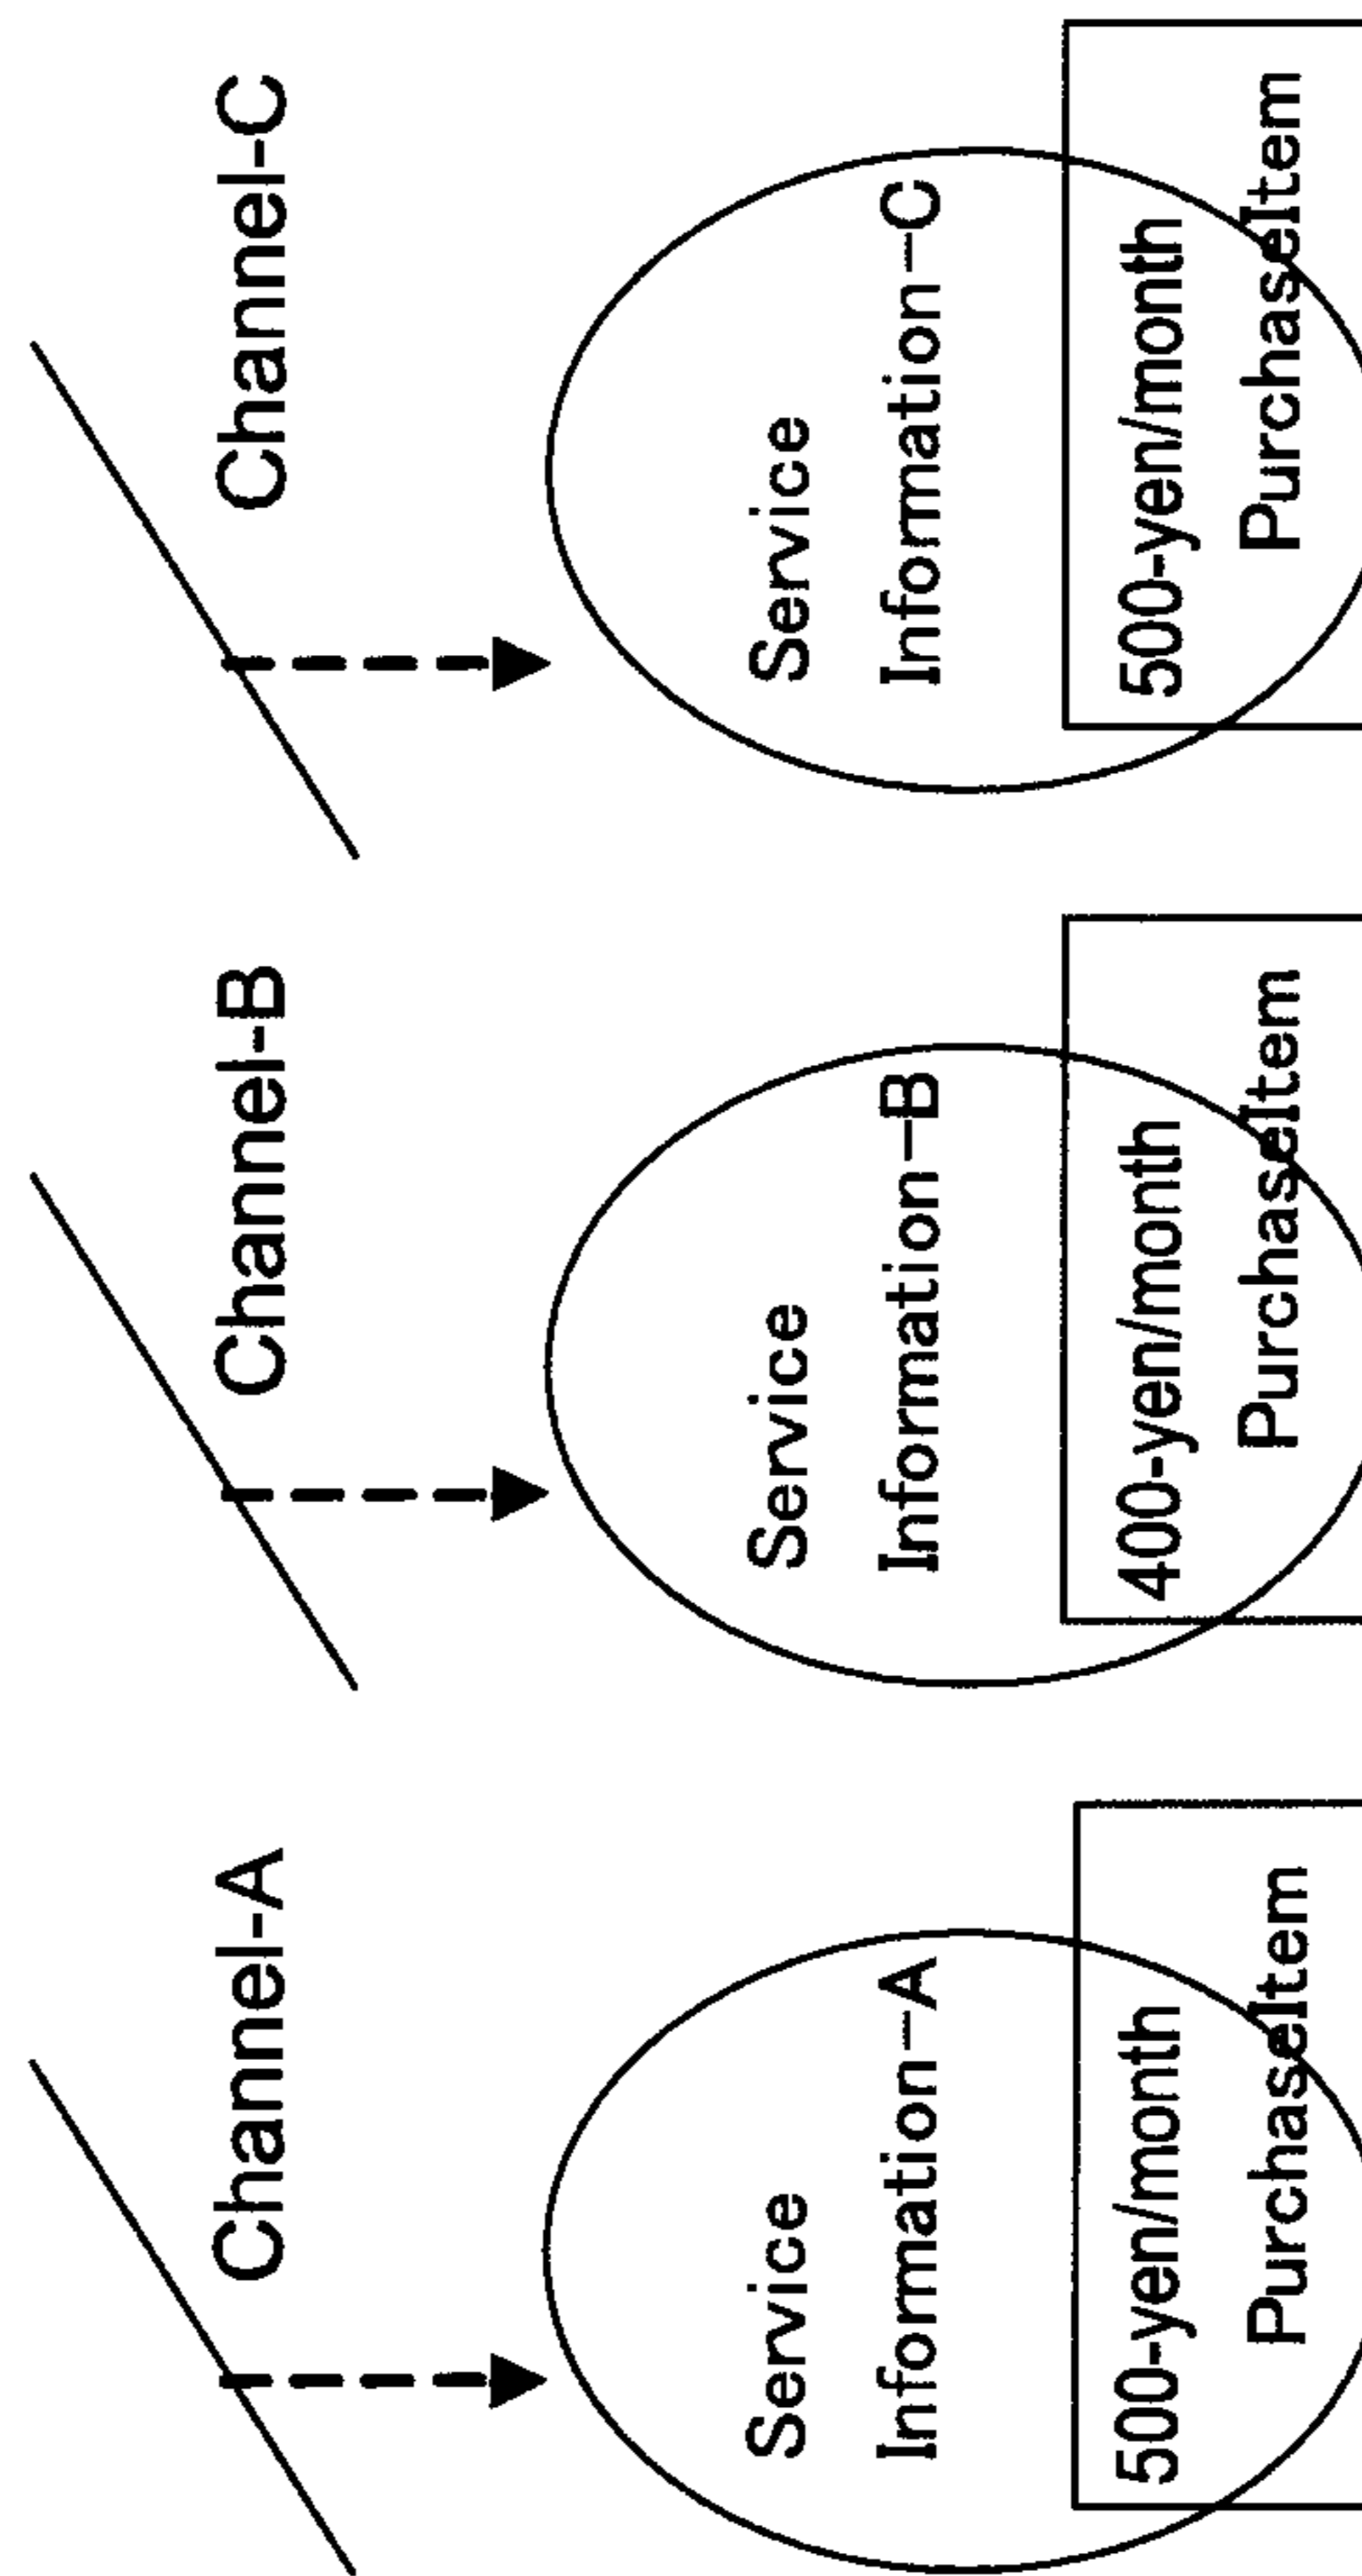 Channel-A
Service
Information-A
500-yen/month
PurchaseItem
Channel-B
Service
Information-B
400-yen/month
PurchaseItem
Channel-C
Service
Information-C
500-yen/month
PurchaseItem